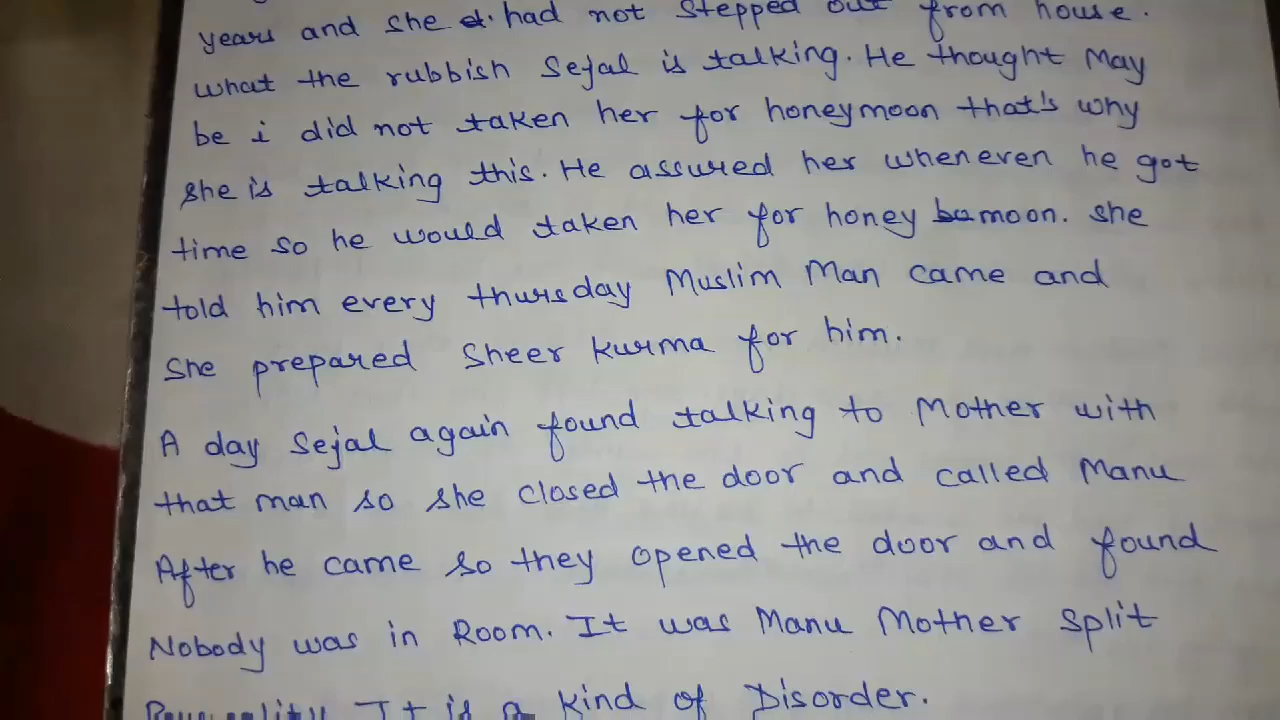 years and she had not stepped out from house.
what the rubbish Sejal is talking. He thought May
be i did not taken her for honeymoon that's why
she is talking this. He assured her wheneven he got
time so he would taken her for honey bamoon. she
told him every thursday Muslim Man came and
she prepared Sheer Kurma for him.
A day Sejal again found talking to Mother with
that man so she closed the door and called Manu
After he came so they opened the door and found
Nobody was in Room. It was Manu Mother Split
It is a kind of Disorder.